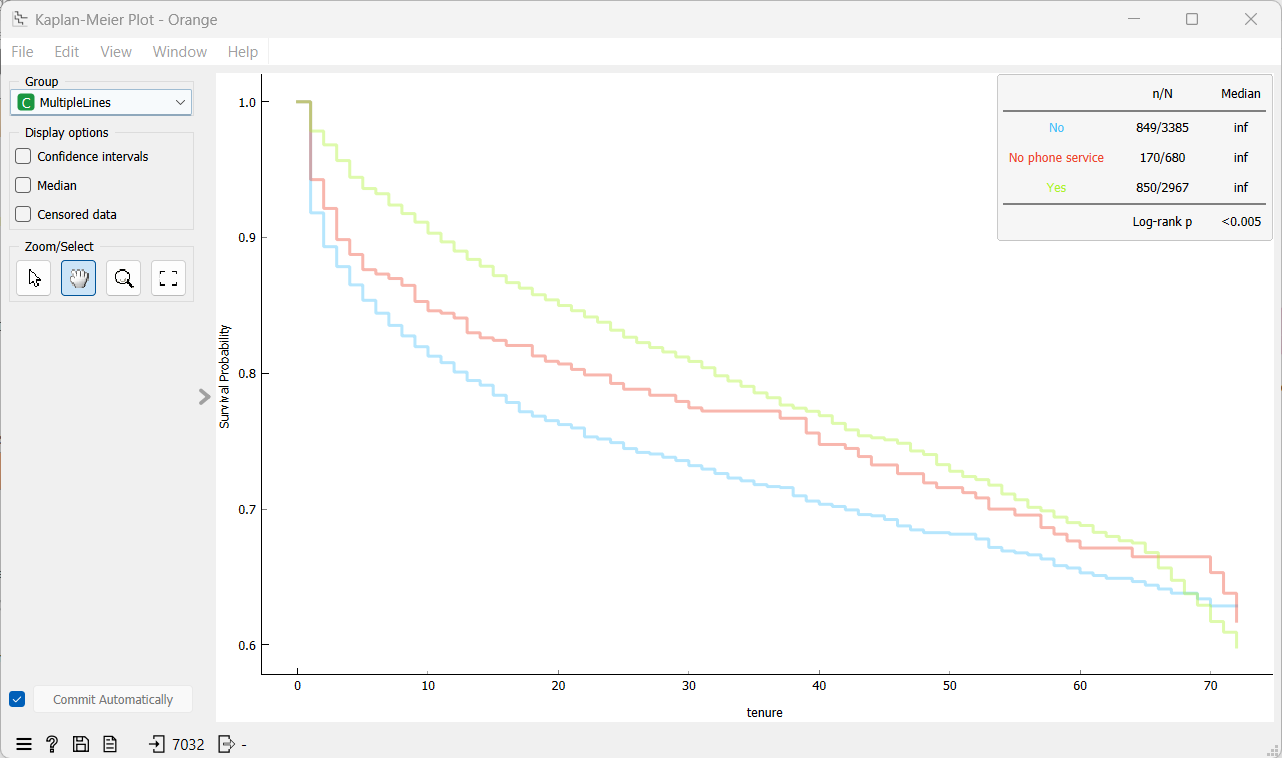 Kaplan-Meier Plot - Orange
File Edit View Window Help
Group
C MultipleLines
Display options
Confidence intervals
Median
Censored data
Zoom/Select
Commit Automatically
? 7032 -
Survival Probability
1.0
0.9
0.8
0.7
0.6
0 10 20 30 40 50 60 70
tenure
n/N Median
No 849/3385 inf
No phone service 170/680 inf
Yes 850/2967 inf
Log-rank p <0.005